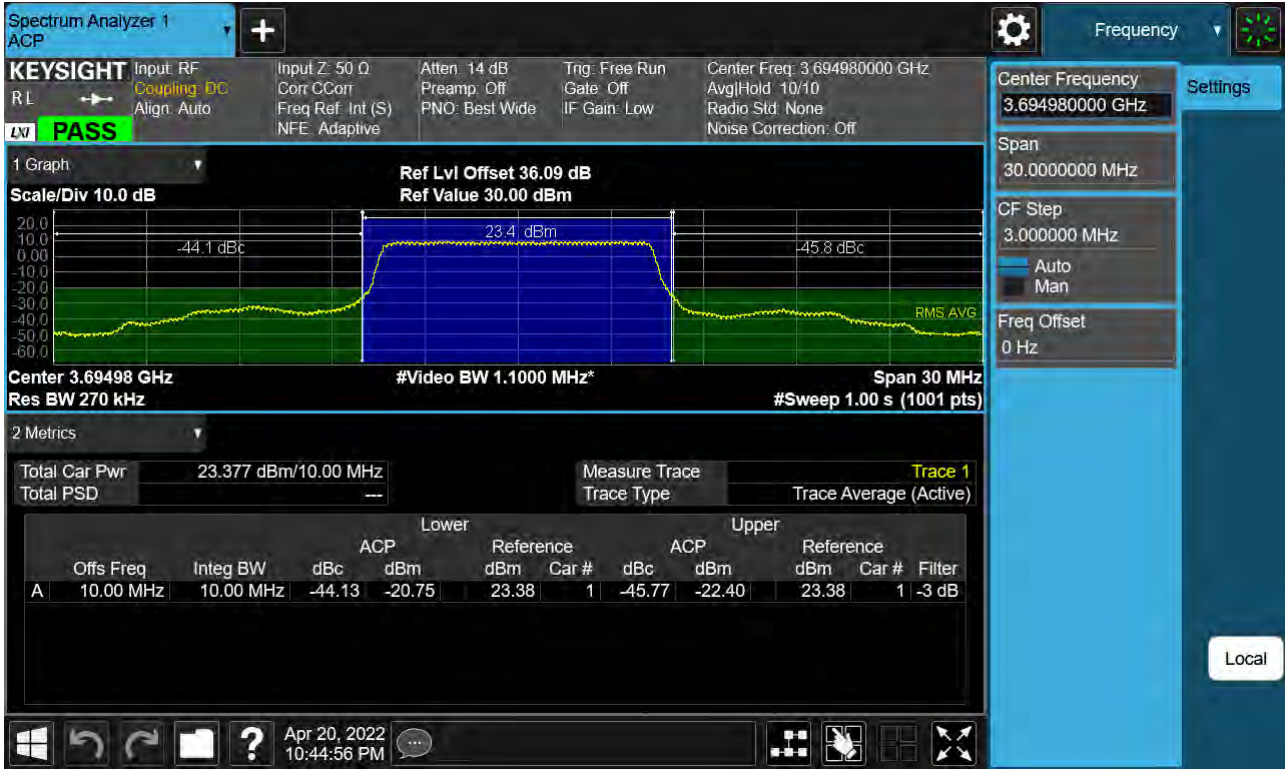 Spectrum Analyzer 1
ACP
+
Frequency
KEYSIGHT
RL
LXI PASS
Input: RF
Coupling: DC
Align: Auto
Input Z: 50 Ω
Corr CCorr
Freq Ref: Int (S)
NFE: Adaptive
Atten: 14 dB
Preamp: Off
PNO: Best Wide
Trig: Free Run
Gate: Off
IF Gain: Low
Center Freq: 3.694980000 GHz
Avg|Hold: 10/10
Radio Std: None
Noise Correction: Off
1 Graph
Scale/Div 10.0 dB
Ref Lvl Offset 36.09 dB
Ref Value 30.00 dBm
20.0
10.0
0.00
-10.0
-20.0
-30.0
-40.0
-50.0
-60.0
-44.1 dBc
23.4 dBm
-45.8 dBc
RMS AVG
Center 3.69498 GHz #Video BW 1.1000 MHz* Span 30 MHz
Res BW 270 kHz #Sweep 1.00 s (1001 pts)
2 Metrics
Total Car Pwr 23.377 dBm/10.00 MHz Measure Trace Trace 1
Total PSD --- Trace Type Trace Average (Active)
Lower Upper
ACP Reference ACP Reference
Offs Freq Integ BW dBc dBm dBm Car # dBc dBm dBm Car # Filter
A 10.00 MHz 10.00 MHz -44.13 -20.75 23.38 1 -45.77 -22.40 23.38 1 -3 dB
?
Apr 20, 2022
10:44:56 PM
Center Frequency
3.694980000 GHz
Span
30.0000000 MHz
CF Step
3.000000 MHz
Auto
Man
Freq Offset
0 Hz
Settings
Local